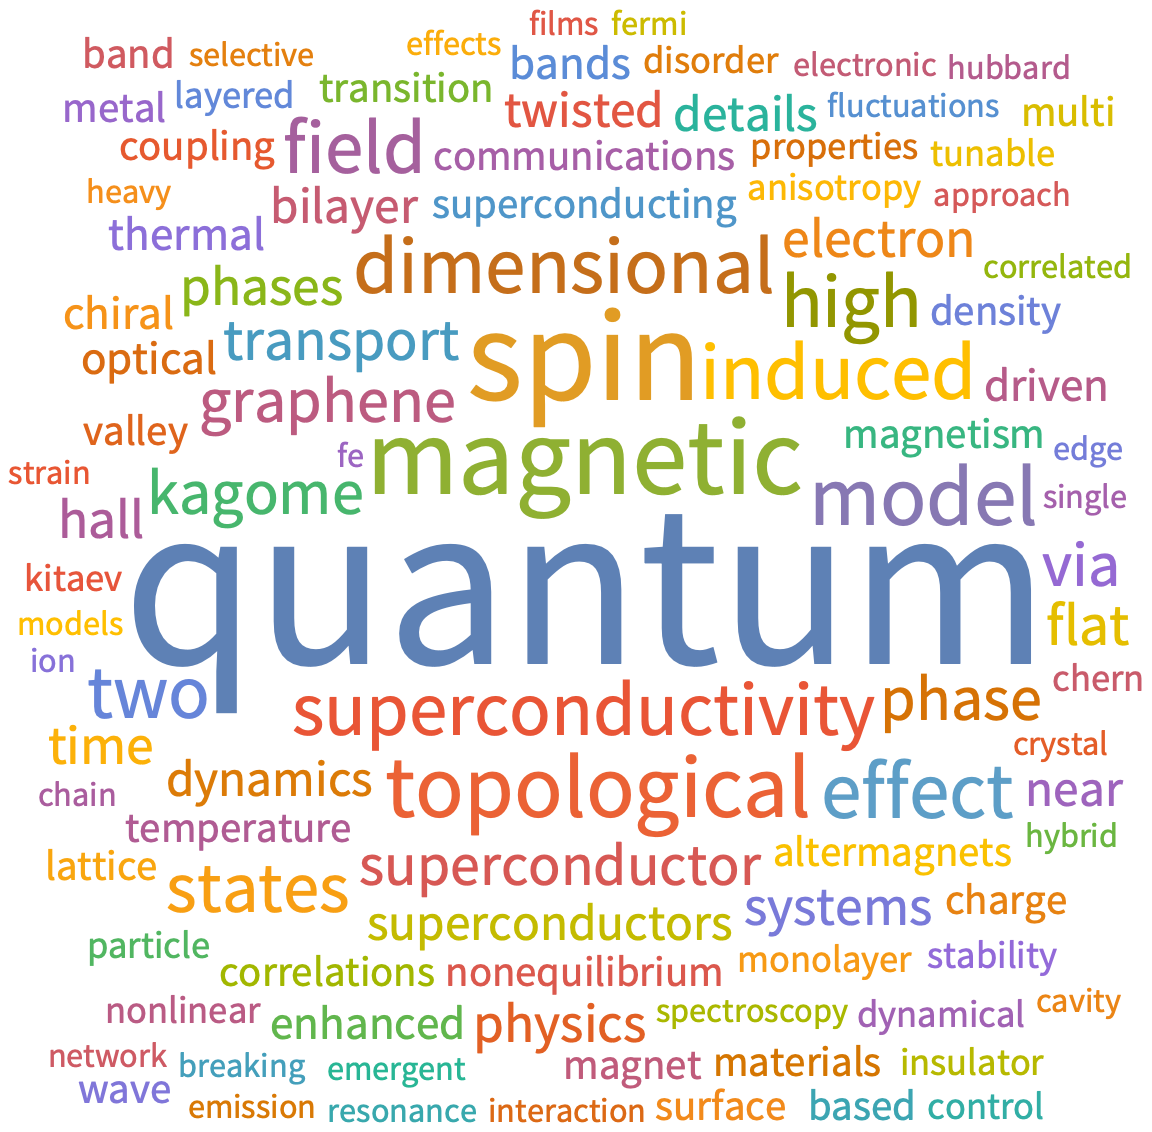 films fermi
band selective effects bands disorder electronic hubbard
metal layered transition twisted details fluctuations multi
coupling field communications properties tunable
heavy bilayer superconducting anisotropy approach
thermal dimensional electron correlated
phases high density
chiral transport spin induced driven
optical graphene
valley magnetic magnetism edge
strain fe
hall kagome model single
kitaev quantum via
models flat
ion
two superconductivity phase chern
time crystal
chain dynamics topological effect near
temperature hybrid
lattice states superconductor altermagnets
superconductors systems charge
particle correlations nonequilibrium monolayer stability
nonlinear enhanced physics spectroscopy dynamical cavity
network breaking emergent magnet materials insulator
wave emission resonance interaction surface based control